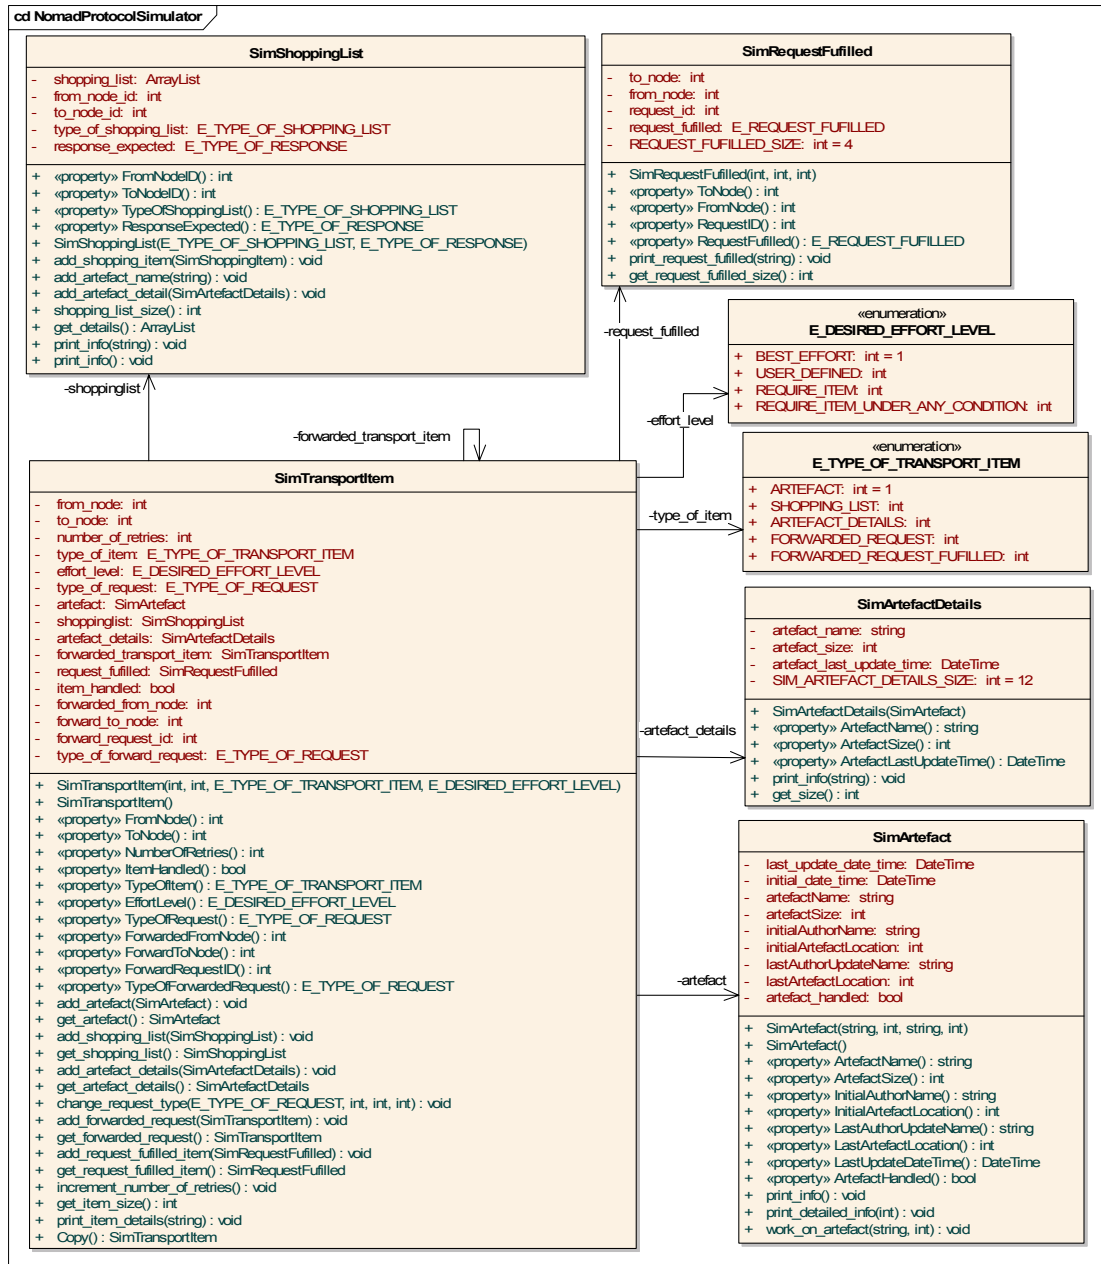 cd NomadProtocolSimulator
SimShoppingList
- shopping_list: ArrayList
- from_node_id: int
- to_node_id: int
- type_of_shopping_list: E_TYPE_OF_SHOPPING_LIST
- response_expected: E_TYPE_OF_RESPONSE
+ «property» FromNodeID() : int
+ «property» ToNodeID() : int
+ «property» TypeOfShoppingList() : E_TYPE_OF_SHOPPING_LIST
+ «property» ResponseExpected() : E_TYPE_OF_RESPONSE
+ SimShoppingList(E_TYPE_OF_SHOPPING_LIST, E_TYPE_OF_RESPONSE)
+ add_shopping_item(SimShoppingItem) : void
+ add_artefact_name(string) : void
+ add_artefact_detail(SimArtefactDetails) : void
+ shopping_list_size() : int
+ get_details() : ArrayList
+ print_info(string) : void
+ print_info() : void
SimRequestFufilled
- to_node: int
- from_node: int
- request_id: int
- request_fufilled: E_REQUEST_FUFILLED
- REQUEST_FUFILLED_SIZE: int = 4
+ SimRequestFufilled(int, int, int)
+ «property» ToNode() : int
+ «property» FromNode() : int
+ «property» RequestID() : int
+ «property» RequestFufilled() : E_REQUEST_FUFILLED
+ print_request_fufilled(string) : void
+ get_request_fufilled_size() : int
-request_fufilled
«enumeration»
E_DESIRED_EFFORT_LEVEL
+ BEST_EFFORT: int = 1
+ USER_DEFINED: int
+ REQUIRE_ITEM: int
+ REQUIRE_ITEM_UNDER_ANY_CONDITION: int
-shoppinglist
-effort_level
-forwarded_transport_item
«enumeration»
E_TYPE_OF_TRANSPORT_ITEM
+ ARTEFACT: int = 1
+ SHOPPING_LIST: int
+ ARTEFACT_DETAILS: int
+ FORWARDED_REQUEST: int
+ FORWARDED_REQUEST_FUFILLED: int
-type_of_item
SimTransportItem
- from_node: int
- to_node: int
- number_of_retries: int
- type_of_item: E_TYPE_OF_TRANSPORT_ITEM
- effort_level: E_DESIRED_EFFORT_LEVEL
- type_of_request: E_TYPE_OF_REQUEST
- artefact: SimArtefact
- shoppinglist: SimShoppingList
- artefact_details: SimArtefactDetails
- forwarded_transport_item: SimTransportItem
- request_fufilled: SimRequestFufilled
- item_handled: bool
- forwarded_from_node: int
- forward_to_node: int
- forward_request_id: int
- type_of_forward_request: E_TYPE_OF_REQUEST
+ SimTransportItem(int, int, E_TYPE_OF_TRANSPORT_ITEM, E_DESIRED_EFFORT_LEVEL)
+ SimTransportItem()
+ «property» FromNode() : int
+ «property» ToNode() : int
+ «property» NumberOfRetries() : int
+ «property» ItemHandled() : bool
+ «property» TypeOfItem() : E_TYPE_OF_TRANSPORT_ITEM
+ «property» EffortLevel() : E_DESIRED_EFFORT_LEVEL
+ «property» TypeOfRequest() : E_TYPE_OF_REQUEST
+ «property» ForwardedFromNode() : int
+ «property» ForwardToNode() : int
+ «property» ForwardRequestID() : int
+ «property» TypeOfForwardedRequest() : E_TYPE_OF_REQUEST
+ add_artefact(SimArtefact) : void
+ get_artefact() : SimArtefact
+ add_shopping_list(SimShoppingList) : void
+ get_shopping_list() : SimShoppingList
+ add_artefact_details(SimArtefactDetails) : void
+ get_artefact_details() : SimArtefactDetails
+ change_request_type(E_TYPE_OF_REQUEST, int, int, int) : void
+ add_forwarded_request(SimTransportItem) : void
+ get_forwarded_request() : SimTransportItem
+ add_request_fufilled_item(SimRequestFufilled) : void
+ get_request_fufilled_item() : SimRequestFufilled
+ increment_number_of_retries() : void
+ get_item_size() : int
+ print_item_details(string) : void
+ Copy() : SimTransportItem
-artefact_details
SimArtefactDetails
- artefact_name: string
- artefact_size: int
- artefact_last_update_time: DateTime
- SIM_ARTEFACT_DETAILS_SIZE: int = 12
+ SimArtefactDetails(SimArtefact)
+ «property» ArtefactName() : string
+ «property» ArtefactSize() : int
+ «property» ArtefactLastUpdateTime() : DateTime
+ print_info(string) : void
+ get_size() : int
-artefact
SimArtefact
- last_update_date_time: DateTime
- initial_date_time: DateTime
- artefactName: string
- artefactSize: int
- initialAuthorName: string
- initialArtefactLocation: int
- lastAuthorUpdateName: string
- lastArtefactLocation: int
- artefact_handled: bool
+ SimArtefact(string, int, string, int)
+ SimArtefact()
+ «property» ArtefactName() : string
+ «property» ArtefactSize() : int
+ «property» InitialAuthorName() : string
+ «property» InitialArtefactLocation() : int
+ «property» LastAuthorUpdateName() : string
+ «property» LastArtefactLocation() : int
+ «property» LastUpdateDateTime() : DateTime
+ «property» ArtefactHandled() : bool
+ print_info() : void
+ print_detailed_info(int) : void
+ work_on_artefact(string, int) : void